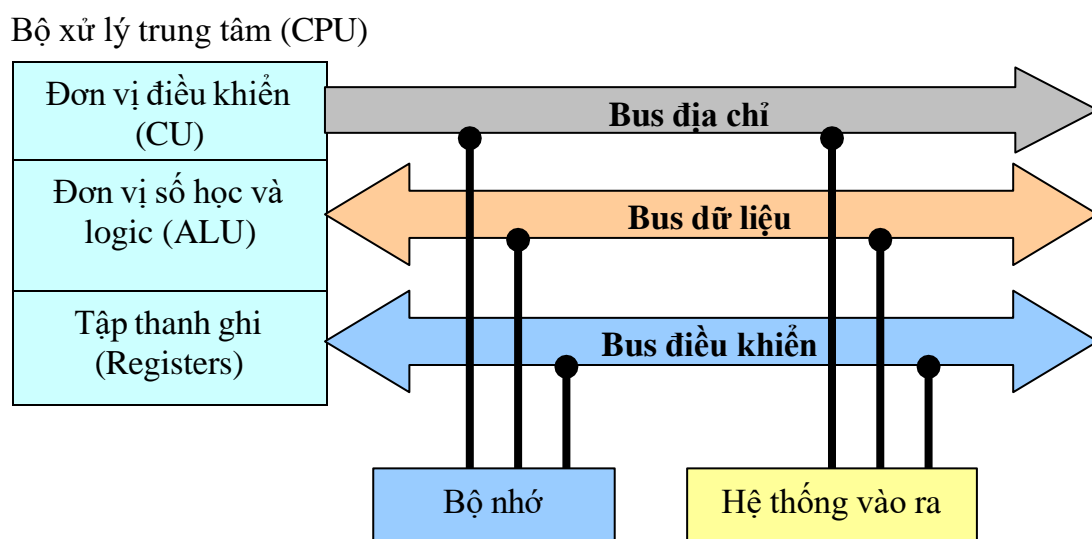 Bộ xử lý trung tâm (CPU)
Đơn vị điều khiển
(CU)
Đơn vị số học và
logic (ALU)
Tập thanh ghi
(Registers)
Bus địa chỉ
Bus dữ liệu
Bus điều khiển
Bộ nhớ
Hệ thống vào ra